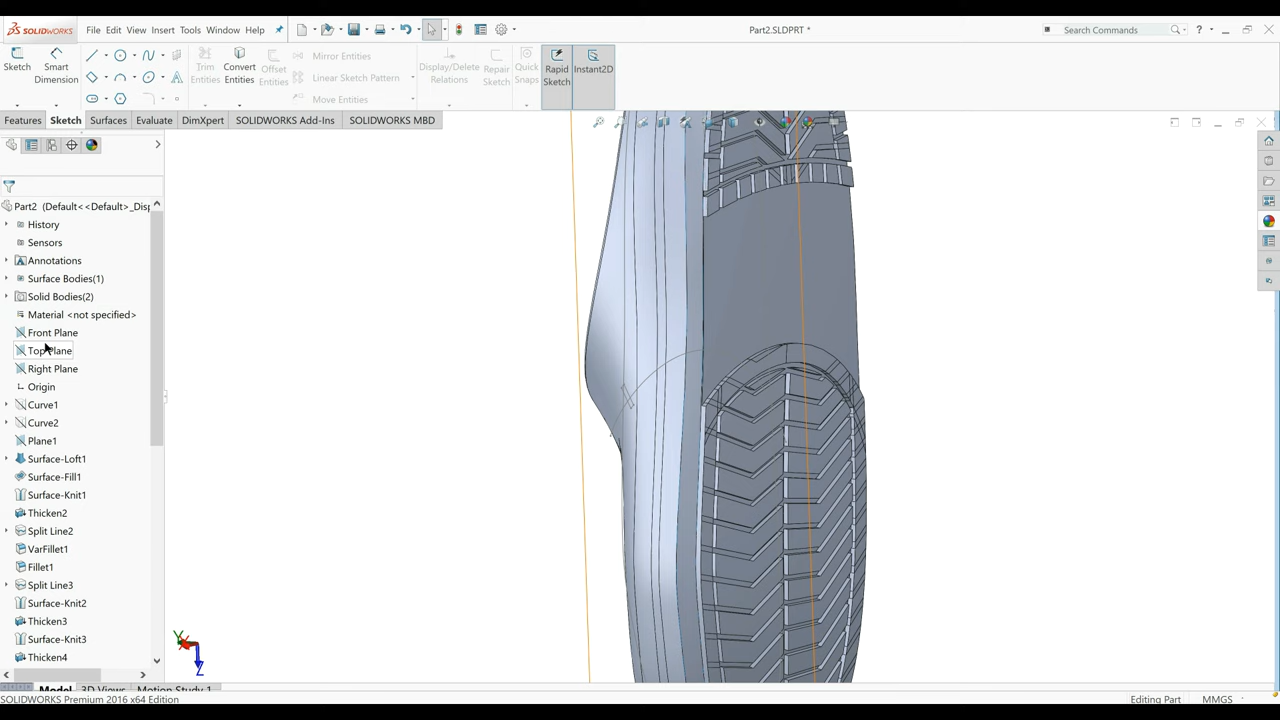 SOLIDWORKS
File Edit View Insert Tools Window Help
Part2.SLDPRT *
Search Commands
Sketch
Smart Dimension
Trim Entities
Convert Entities
Offset Entities
Mirror Entities
Linear Sketch Pattern
Move Entities
Display/Delete Relations
Repair Sketch
Quick Snaps
Rapid Sketch
Instant2D
Features Sketch Surfaces Evaluate DimXpert SOLIDWORKS Add-Ins SOLIDWORKS MBD
Part2 (Default<<Default>_Disp
History
Sensors
Annotations
Surface Bodies(1)
Solid Bodies(2)
Material <not specified>
Front Plane
Top Plane
Right Plane
Origin
Curve1
Curve2
Plane1
Surface-Loft1
Surface-Fill1
Surface-Knit1
Thicken2
Split Line2
VarFillet1
Fillet1
Split Line3
Surface-Knit2
Thicken3
Surface-Knit3
Thicken4
Y
Z
Model 3D Views Motion Study 1
SOLIDWORKS Premium 2016 x64 Edition
Editing Part MMGS